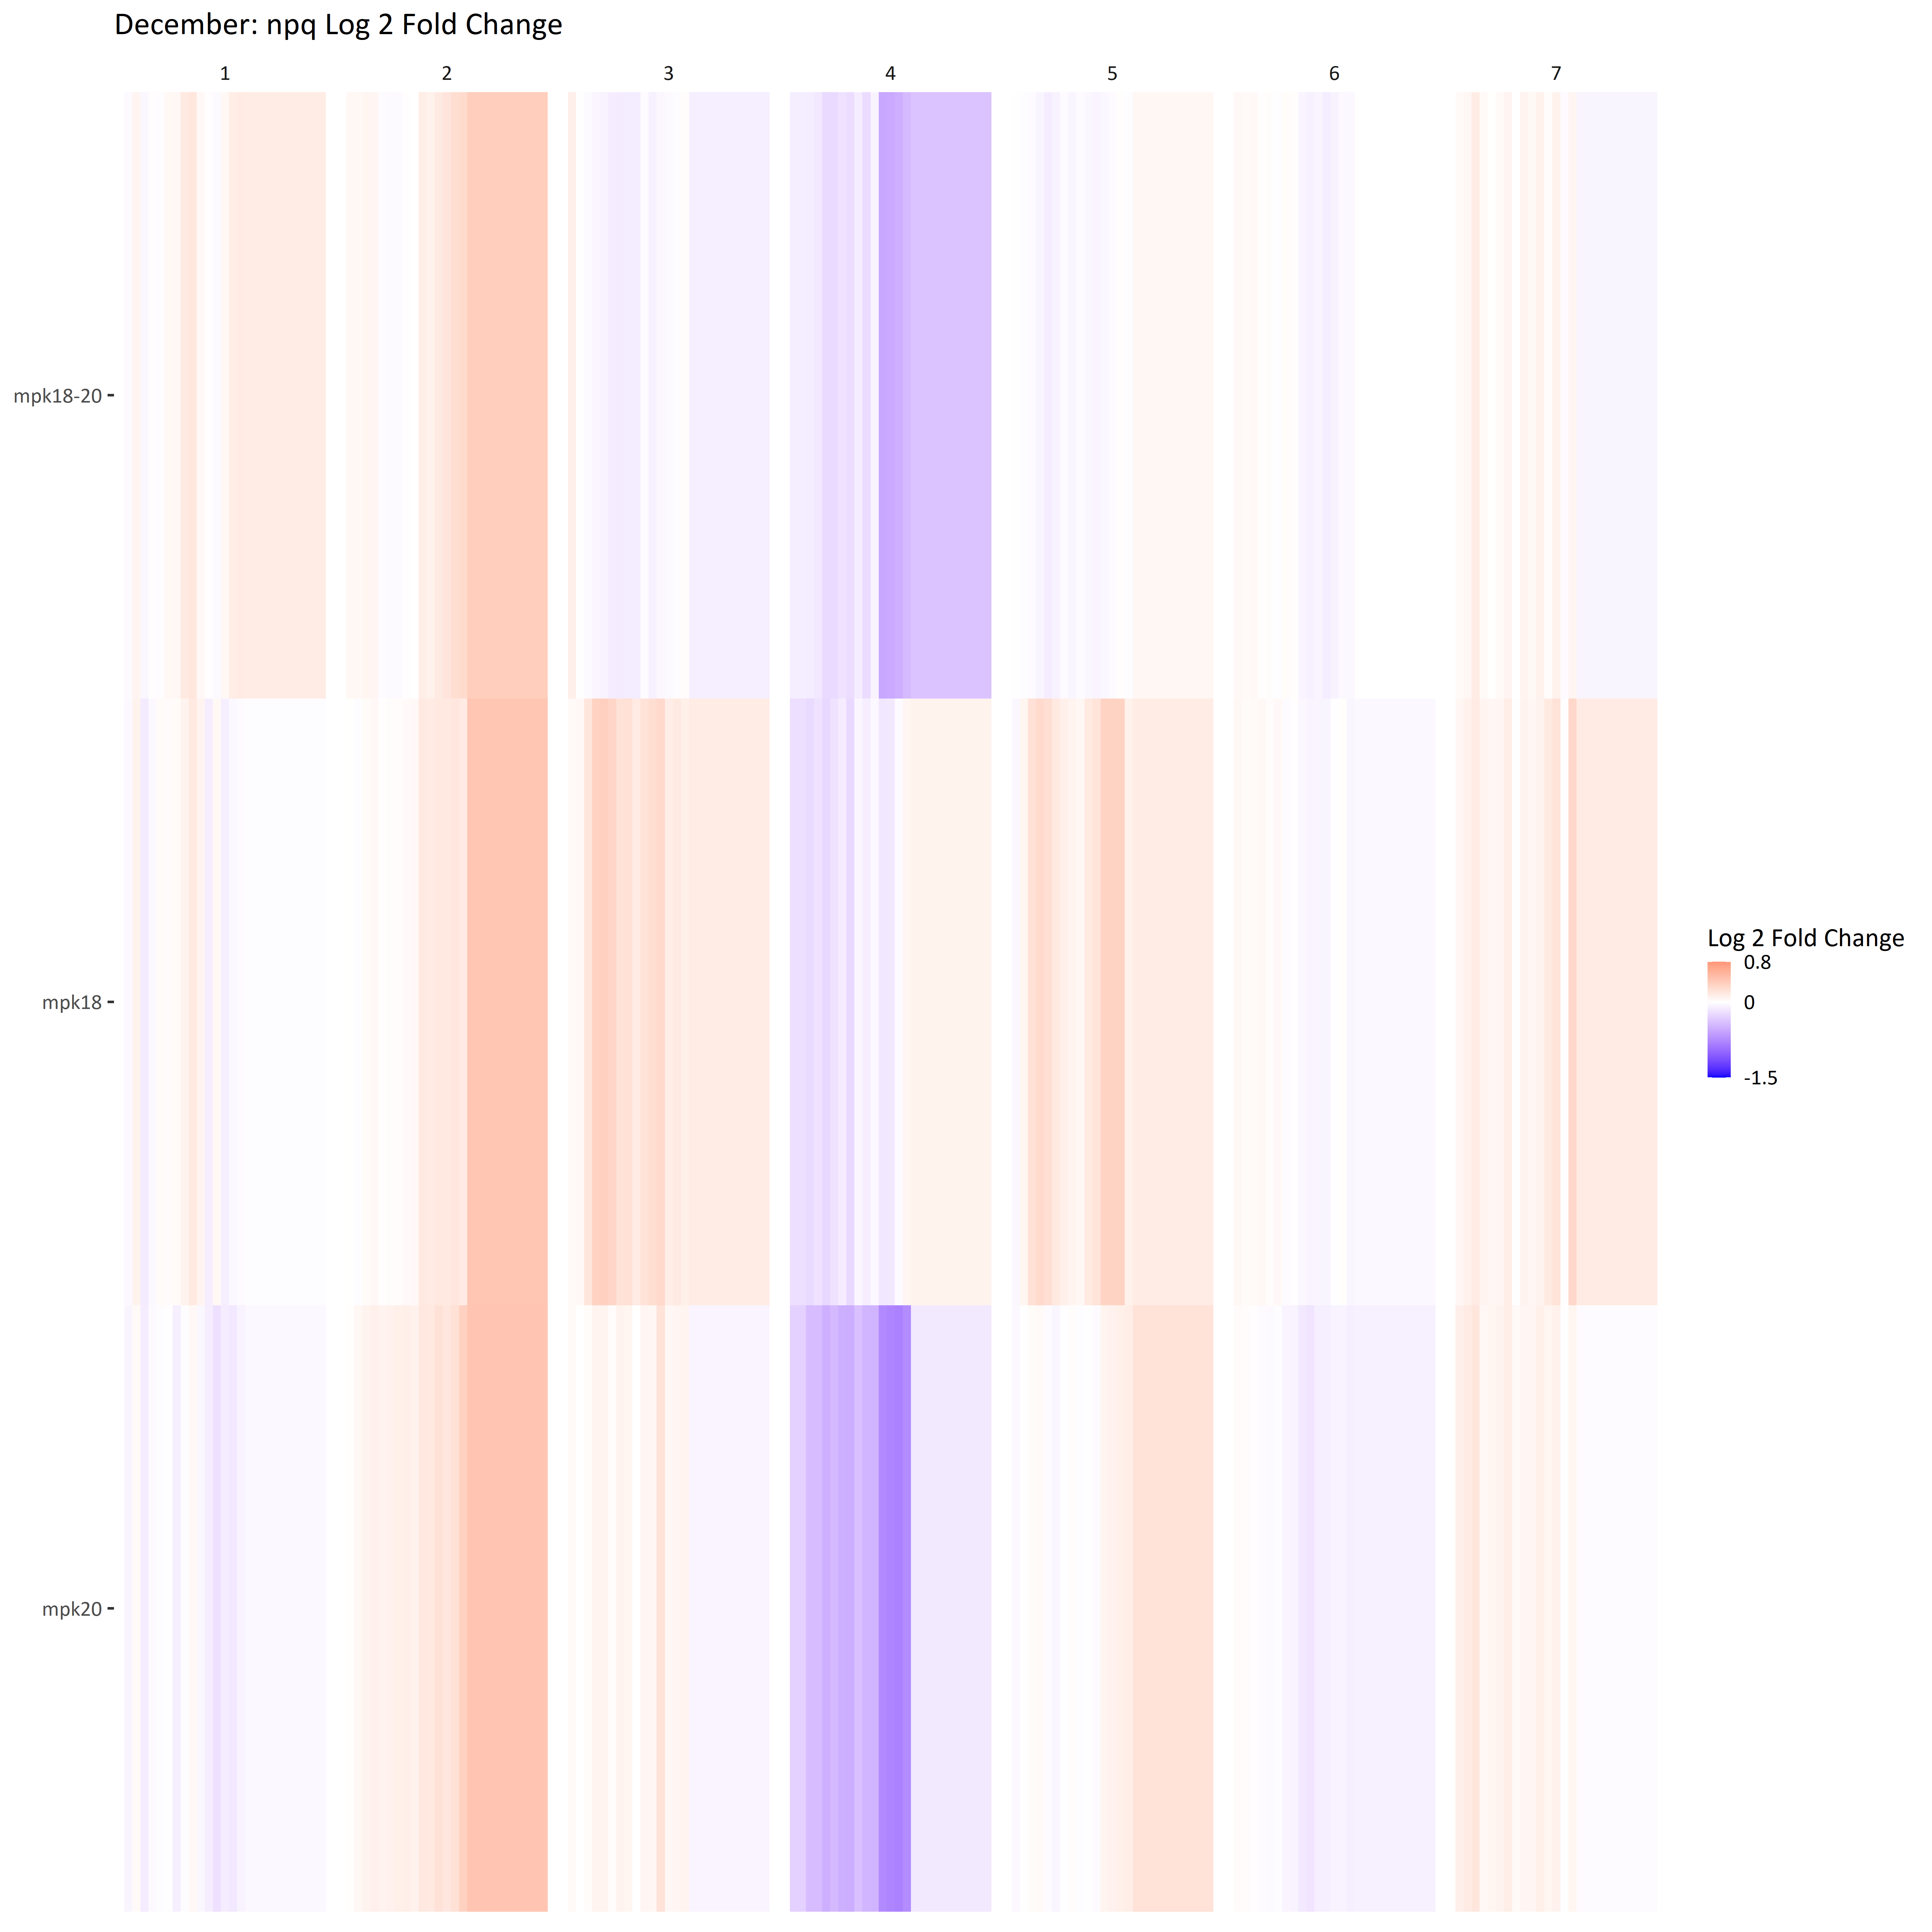 December: npq Log 2 Fold Change
1 2 3 4 5 6 7
mpk18-20
mpk18
mpk20
Log 2 Fold Change
0.8
0
-1.5